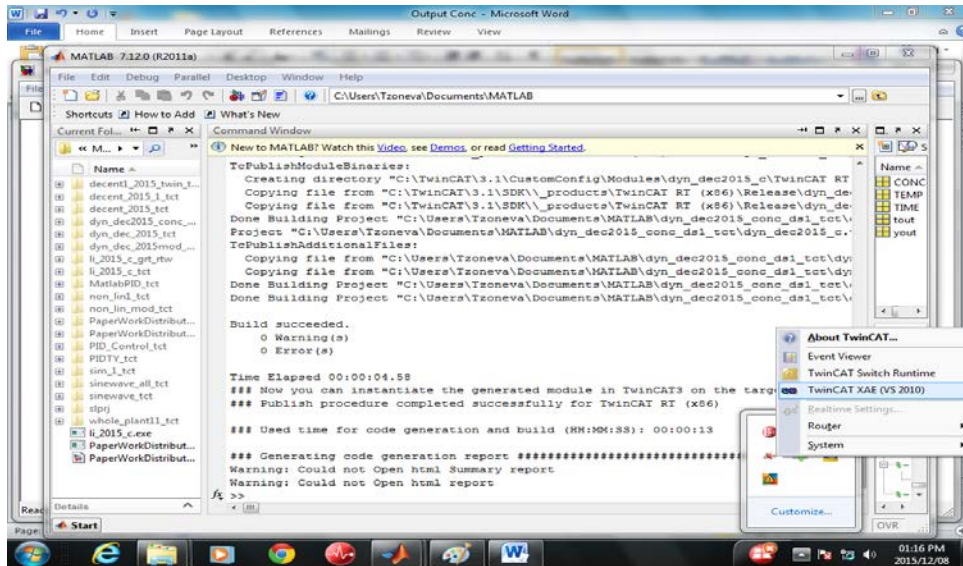 Output Conc - Microsoft Word
File Home Insert Page Layout References Mailings Review View
MATLAB 7.12.0 (R2011a)
File Edit Debug Parallel Desktop Window Help
C:\Users\Tzoneva\Documents\MATLAB
Shortcuts How to Add What's New
Current Fol...
« M...
Name
decent1_2015_twin_t...
decent_2015_1_tct
decent_2015_tct
dyn_dec2015_conc_...
dyn_dec_2015_tct
dyn_dec_2015mod_...
li_2015_c_grt_rtw
li_2015_c_tct
MatlabPID_tct
non_lin1_tct
non_lin_mod_tct
PaperWorkDistribut...
PaperWorkDistribut...
PID_Control_tct
PIDTY_tct
sim_1_tct
sinewave_all_tct
sinewave_tct
slprj
whole_plant11_tct
li_2015_c.exe
PaperWorkDistribut...
PaperWorkDistribut...
Details
Command Window
New to MATLAB? Watch this Video, see Demos, or read Getting Started.
TcPublishModuleBinaries:
Creating directory "C:\TwinCAT\3.1\CustomConfig\Modules\dyn_dec2015_c\TwinCAT RT
Copying file from "C:\TwinCAT\3.1\SDK\\_products\TwinCAT RT (x86)\Release\dyn_de
Copying file from "C:\TwinCAT\3.1\SDK\\_products\TwinCAT RT (x86)\Release\dyn_de
Done Building Project "C:\Users\Tzoneva\Documents\MATLAB\dyn_dec2015_conc_ds1_tct\
Project "C:\Users\Tzoneva\Documents\MATLAB\dyn_dec2015_conc_ds1_tct\dyn_dec2015_c.
TcPublishAdditionalFiles:
Copying file from "C:\Users\Tzoneva\Documents\MATLAB\dyn_dec2015_conc_ds1_tct\dy
Copying file from "C:\Users\Tzoneva\Documents\MATLAB\dyn_dec2015_conc_ds1_tct\dy
Done Building Project "C:\Users\Tzoneva\Documents\MATLAB\dyn_dec2015_conc_ds1_tct\
Done Building Project "C:\Users\Tzoneva\Documents\MATLAB\dyn_dec2015_conc_ds1_tct\
Build succeeded.
0 Warning(s)
0 Error(s)
Time Elapsed 00:00:04.58
### Now you can instantiate the generated module in TwinCAT3 on the targ
### Publish procedure completed successfully for TwinCAT RT (x86)
### Used time for code generation and build (HH:MM:SS): 00:00:13
### Generating code generation report ################################
Warning: Could not Open html Summary report
Warning: Could not Open html report
fx >>
Name
CONC
TEMP
TIME
tout
yout
About TwinCAT...
Event Viewer
TwinCAT Switch Runtime
TwinCAT XAE (VS 2010)
Realtime Settings...
Router
System
Customize...
Start
OVR
Page:
01:16 PM
2015/12/08